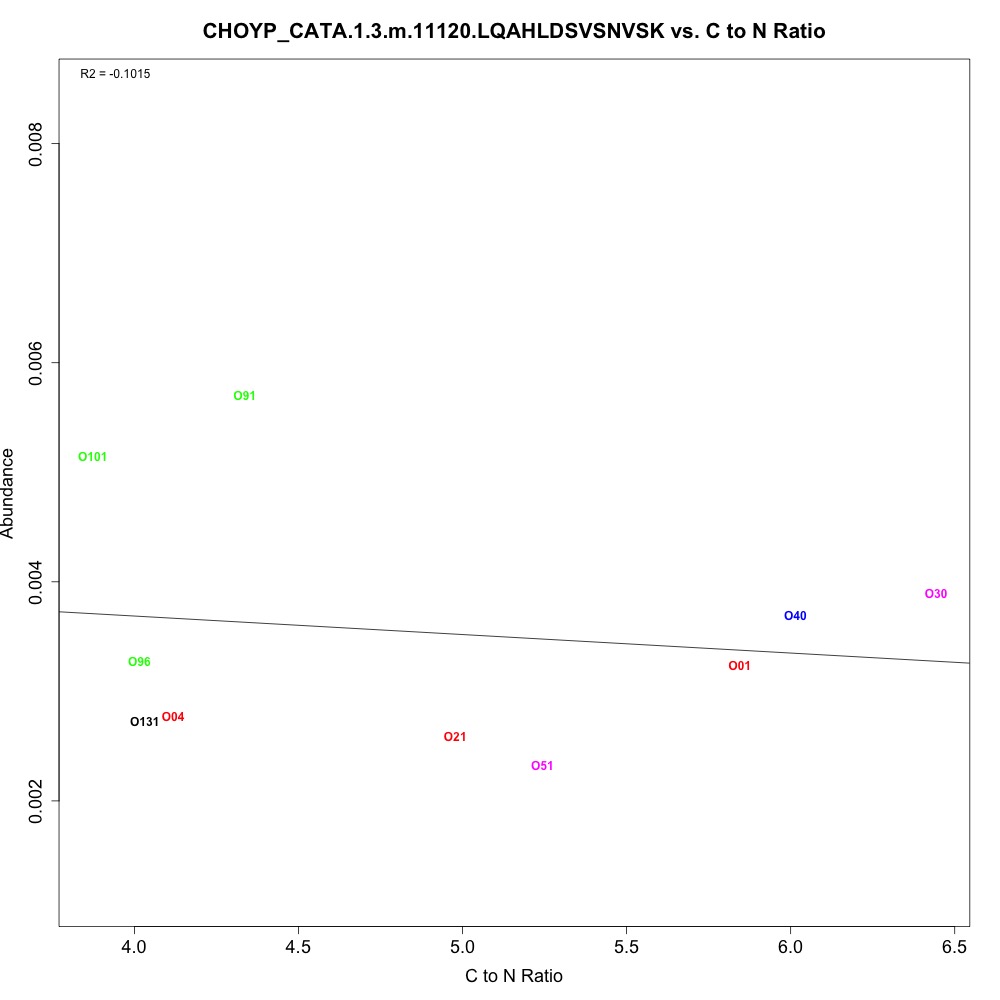 CHOYP_CATA.1.3.m.11120.LQAHLDSVSNVSK vs. C to N Ratio
R2 = -0.1015
0.008
0.006
0.004
0.002
Abundance
O91
O101
O30
O40
O96
O01
O131
O04
O21
O51
4.0
4.5
5.0
5.5
6.0
6.5
C to N Ratio